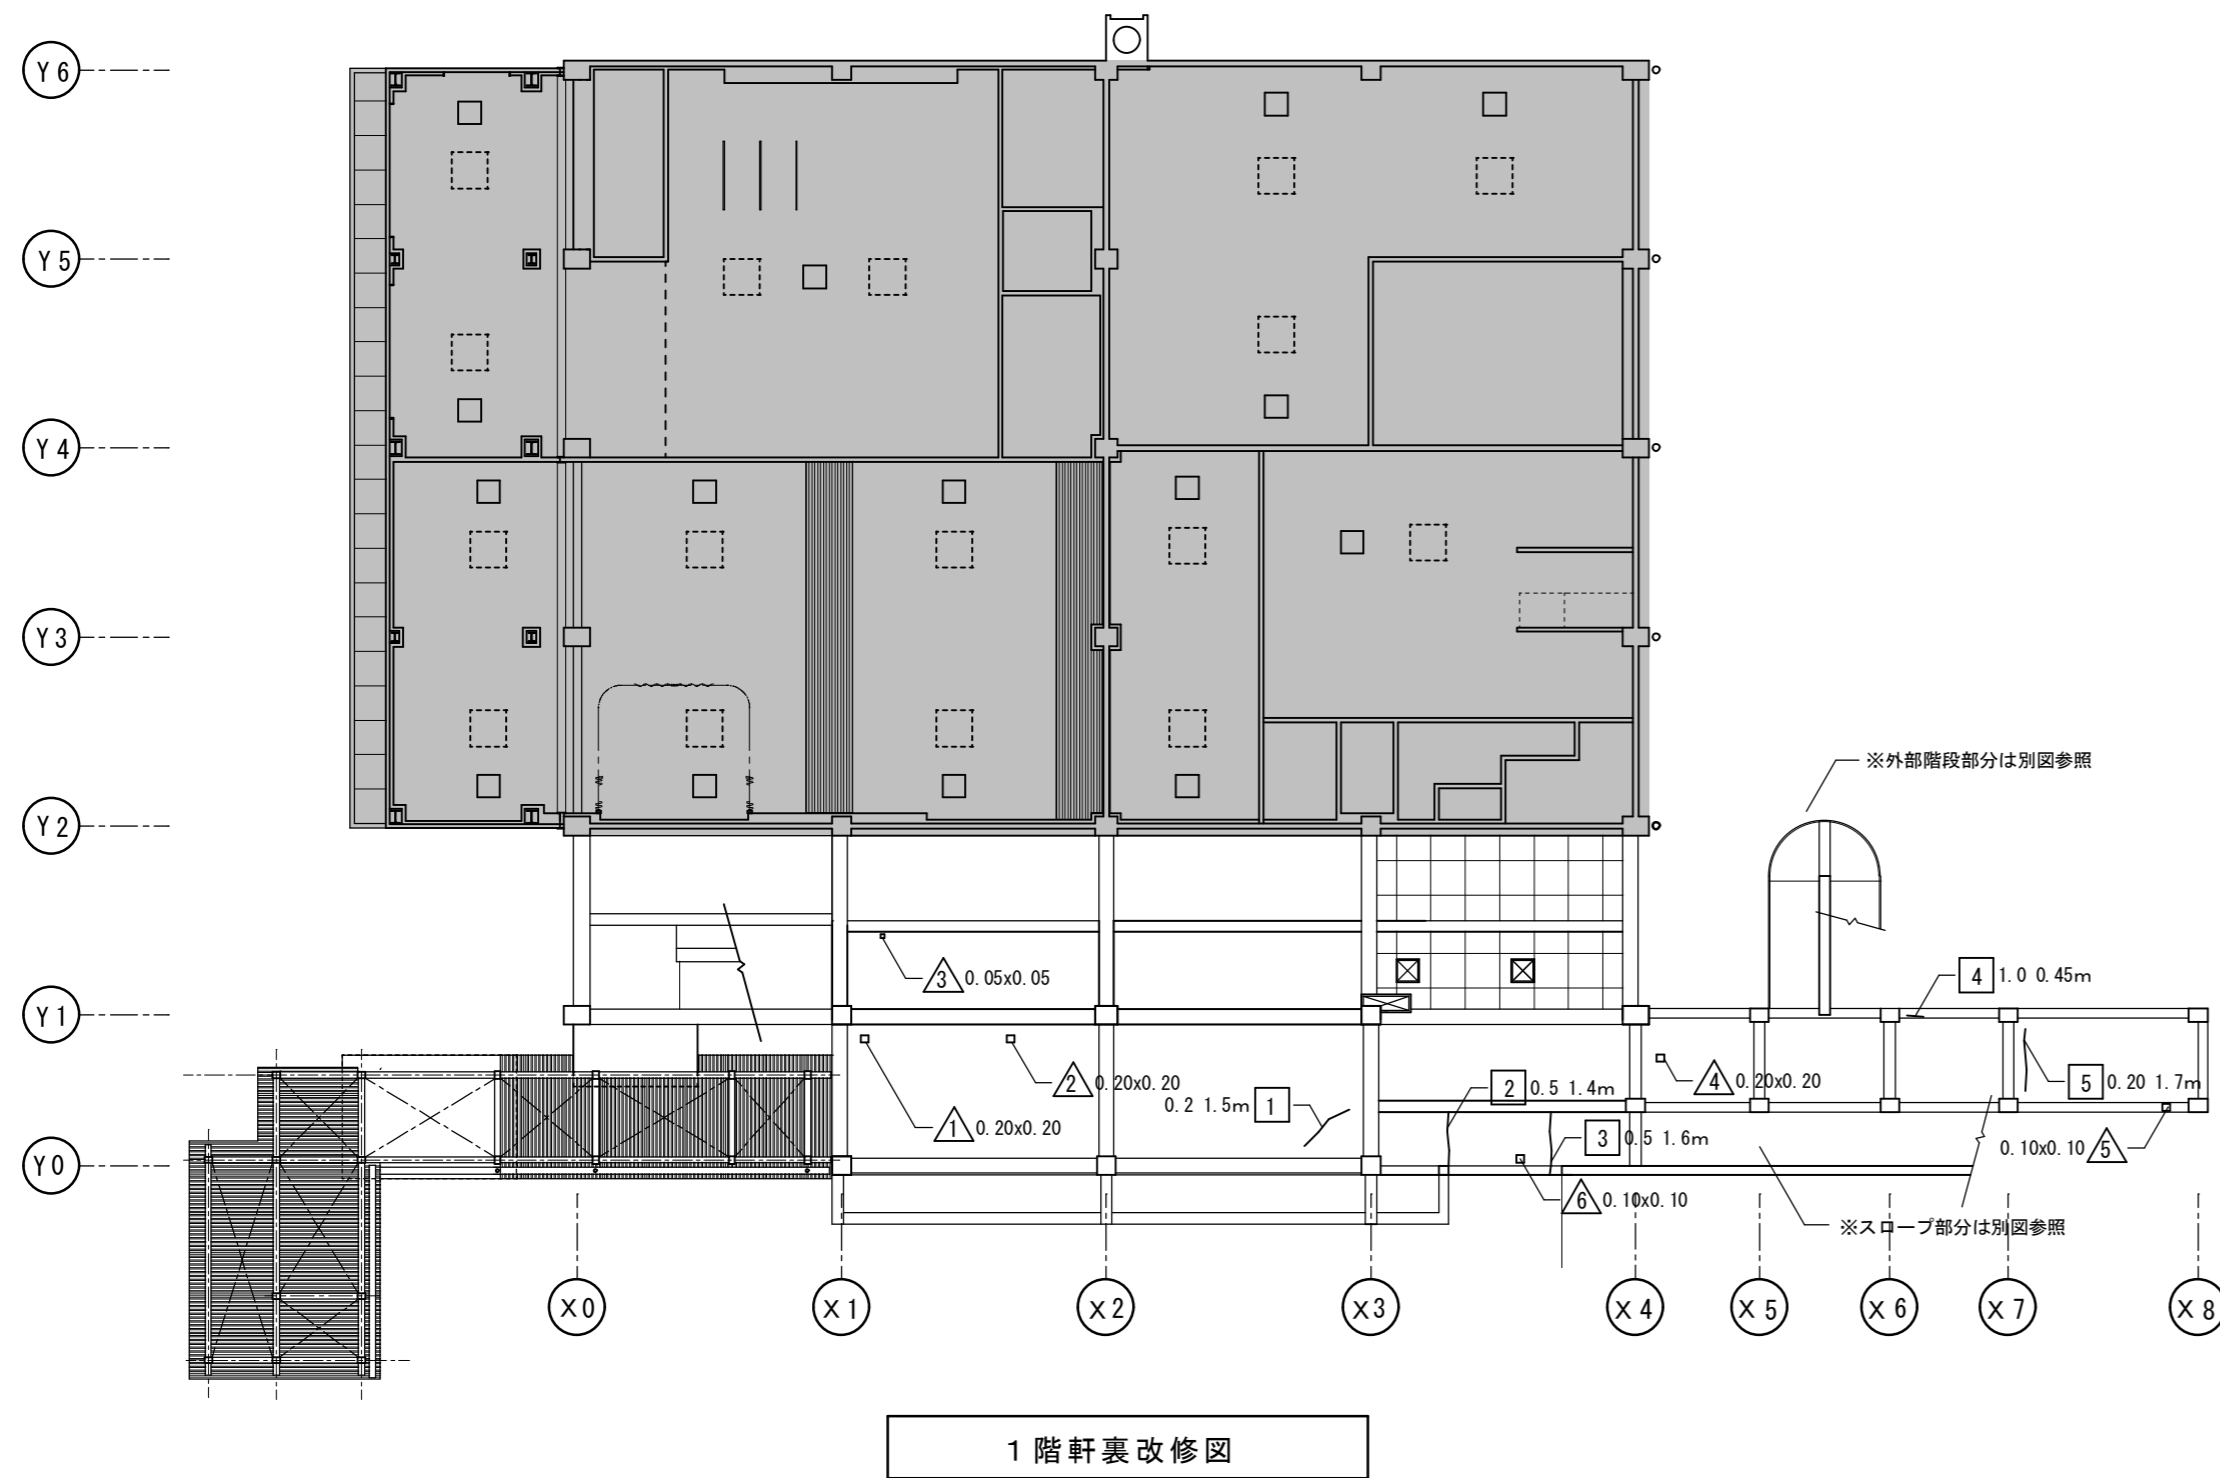 Y6
Y5
Y4
Y3
Y2
※外部階段部分は別図参照
3 0.05x0.05
4 1.0 0.45m
Y1
2 0.20x0.20
0.2 1.5m 1
2 0.5 1.4m
4 0.20x0.20
5 0.20 1.7m
1 0.20x0.20
3 0.5 1.6m
0.10x0.10 5
Y0
6 0.10x0.10
※スロープ部分は別図参照
X0 X1 X2 X3 X4 X5 X6 X7 X8
1階軒裏改修図